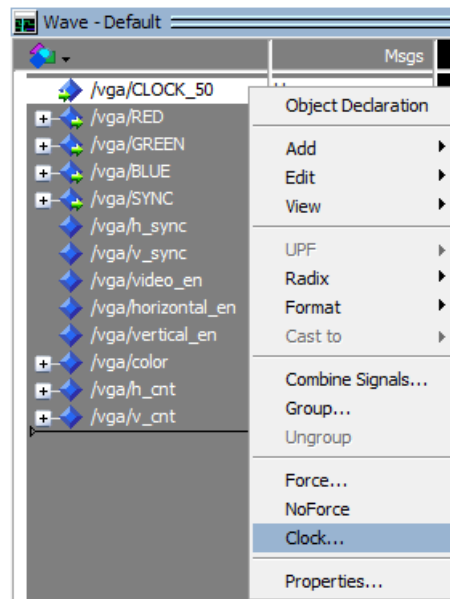 Wave - Default
Msgs
/vga/CLOCK_50
/vga/RED
/vga/GREEN
/vga/BLUE
/vga/SYNC
/vga/h_sync
/vga/v_sync
/vga/video_en
/vga/horizontal_en
/vga/vertical_en
/vga/color
/vga/h_cnt
/vga/v_cnt
Object Declaration
Add
Edit
View
UPF
Radix
Format
Cast to
Combine Signals...
Group...
Ungroup
Force...
NoForce
Clock...
Properties...